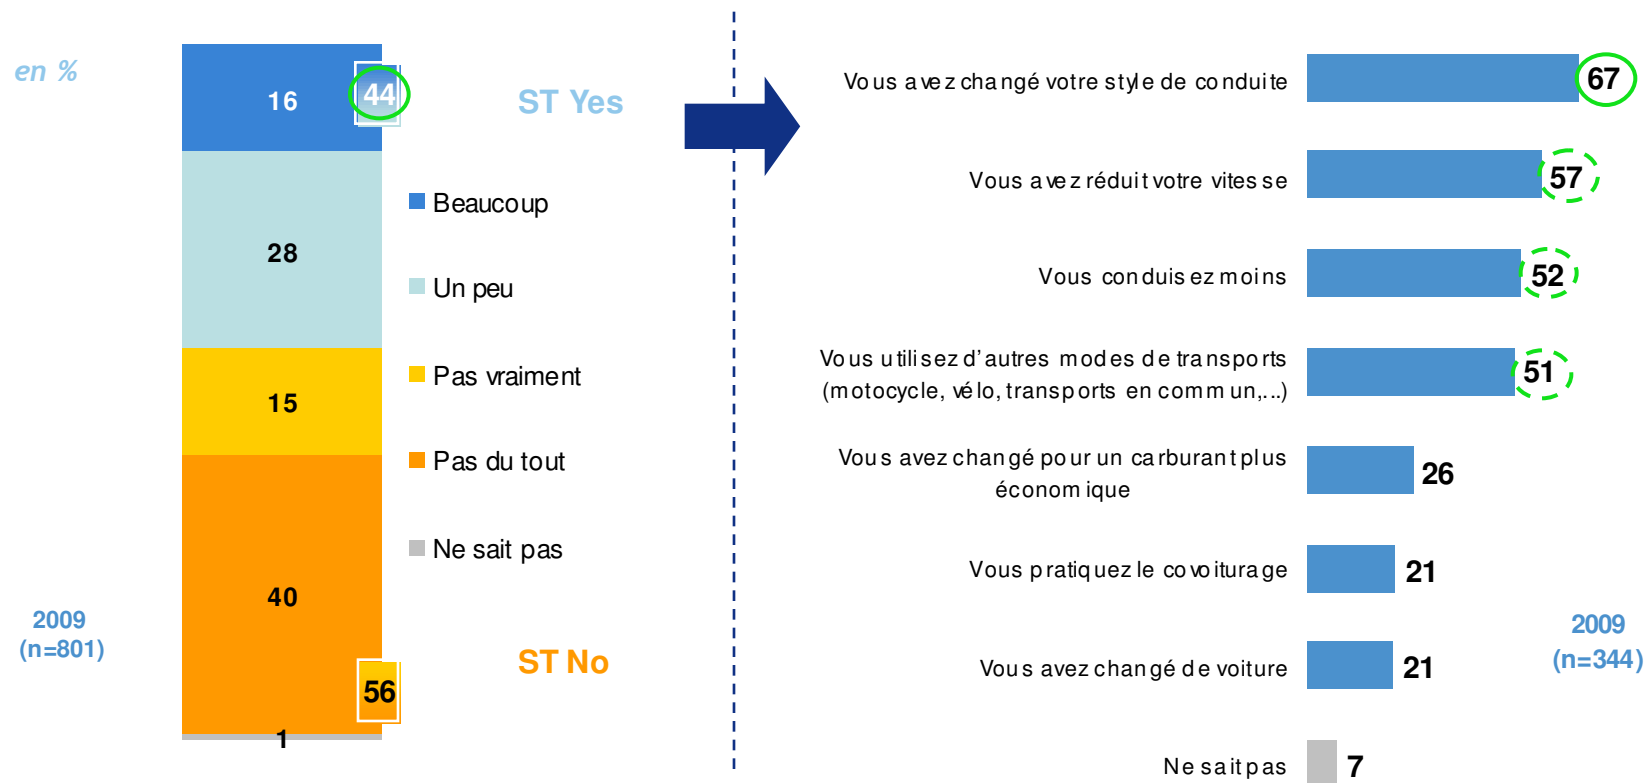 en %
16
44
ST Yes
28
15
40
56
1
Beaucoup
Un peu
Pas vraiment
Pas du tout
Ne sait pas
ST No
2009
(n=801)
Vous avez changé votre style de conduite
67
Vous avez réduit votre vitesse
57
Vous conduisez moins
52
Vous utilisez d’autres modes de transports
(motocycle, vélo, transports en commun,...)
51
Vous avez changé pour un carburant plus
économique
26
Vous pratiquez le covoiturage
21
Vous avez changé de voiture
21
Ne sait pas
7
2009
(n=344)